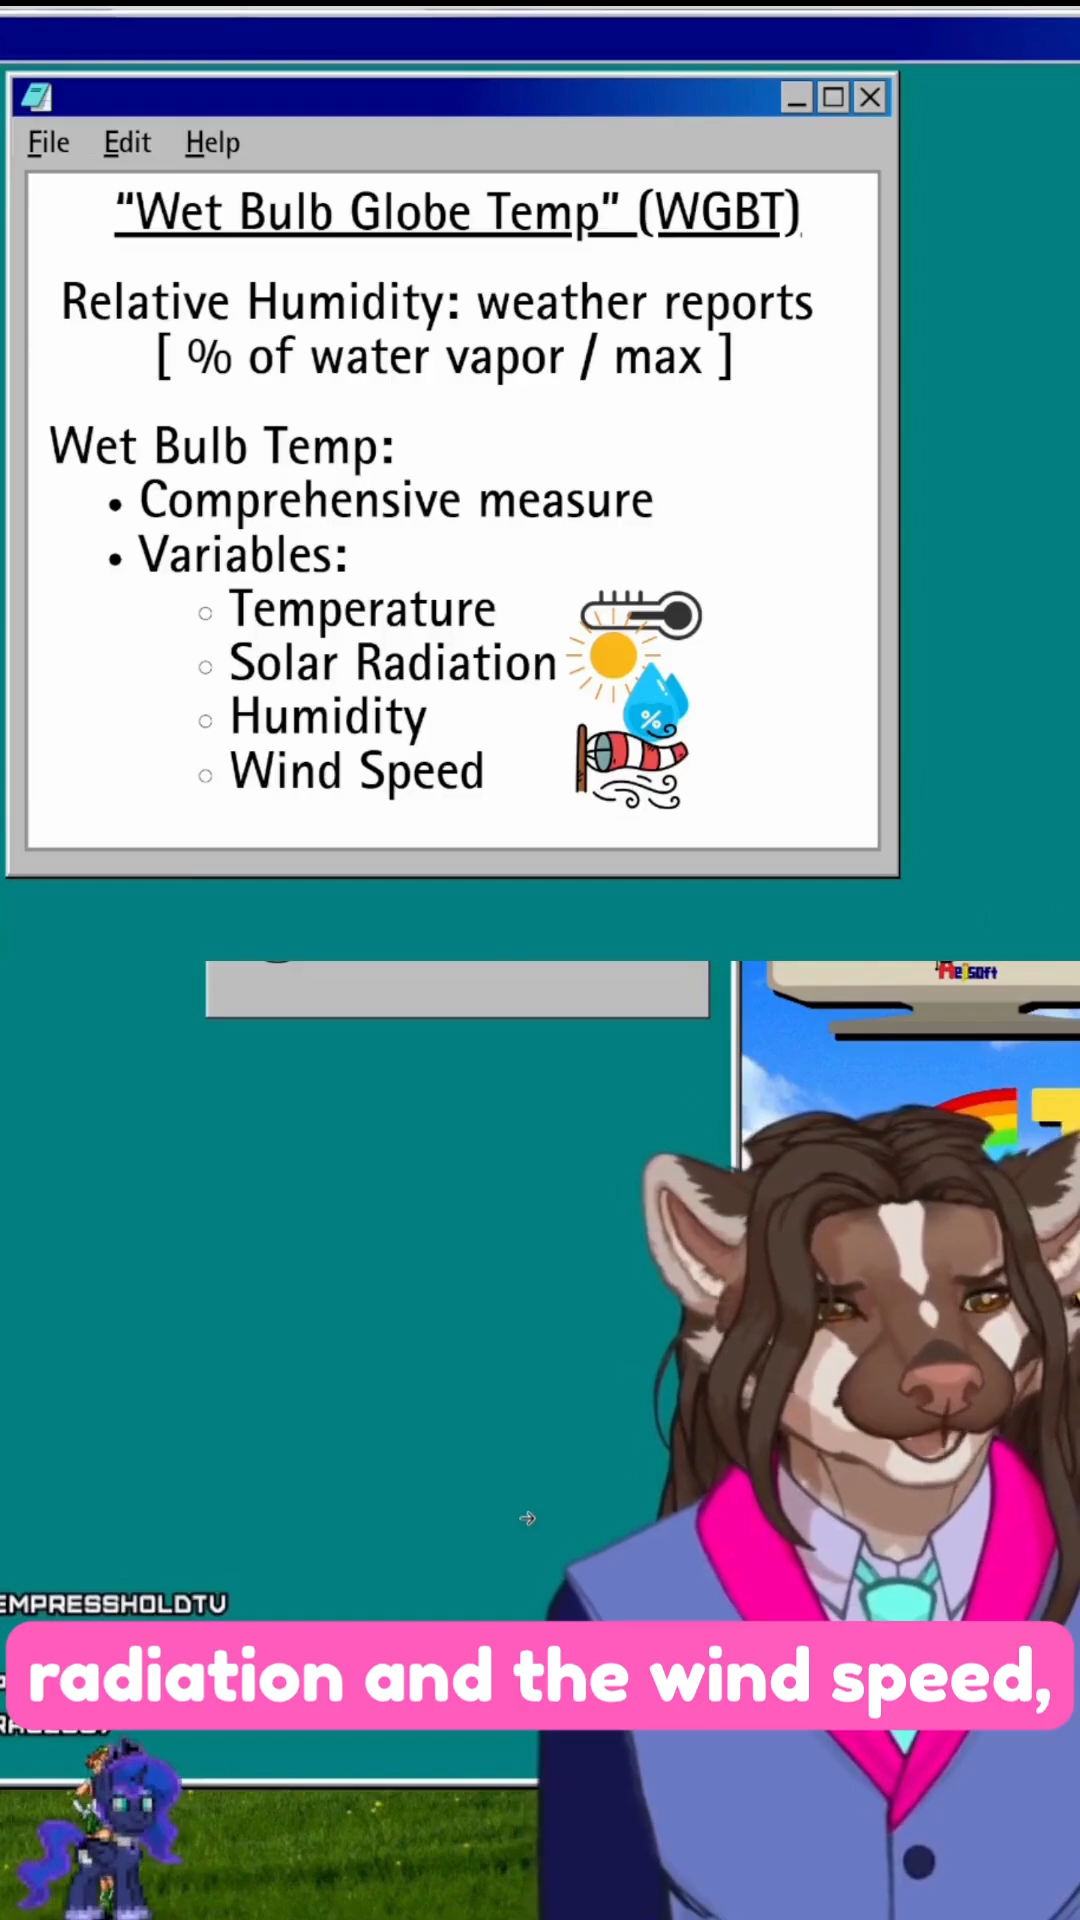 File Edit Help
“Wet Bulb Globe Temp” (WGBT)
Relative Humidity: weather reports
[ % of water vapor / max ]
Wet Bulb Temp:
• Comprehensive measure
• Variables:
○ Temperature
○ Solar Radiation
○ Humidity
○ Wind Speed
%
EMPRESSHOLDTV
radiation and the wind speed,